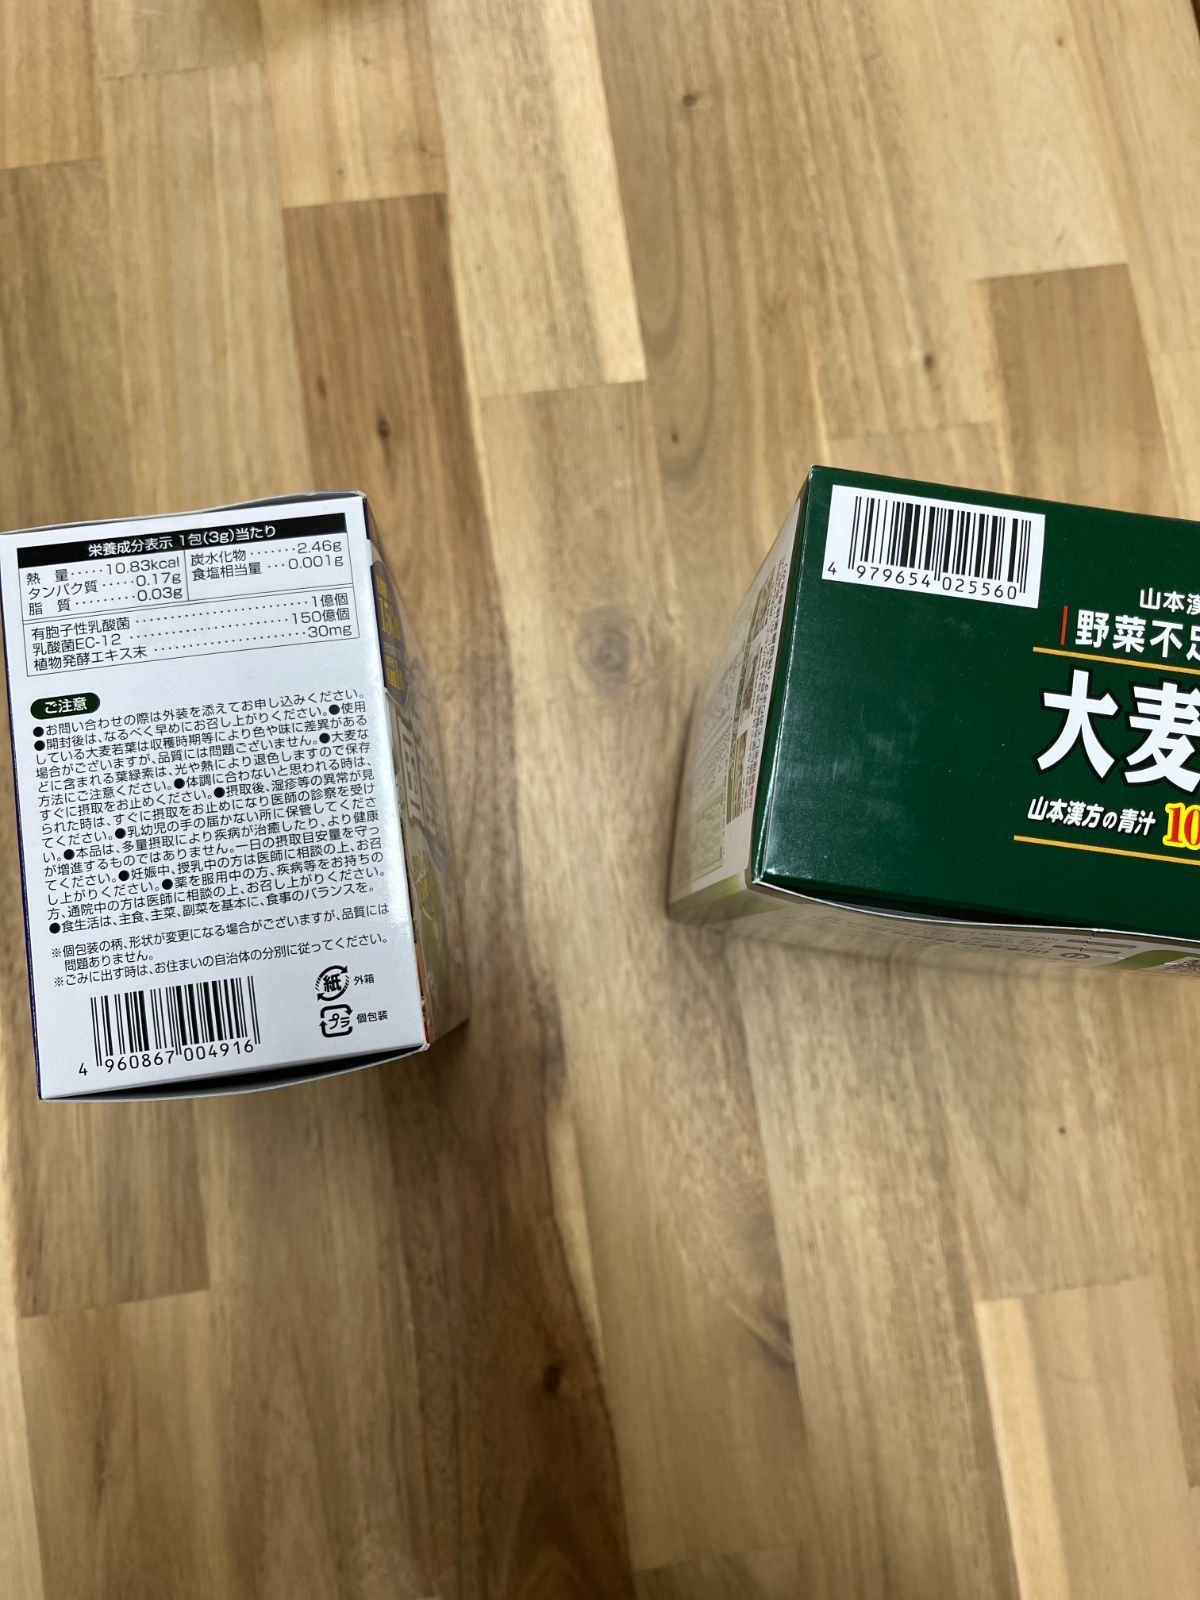 栄養成分表示 1包(3g)当たり
熱 量·····10.83kcal
タンパク質·····0.17g
脂 質·········0.03g
炭水化物·······2.46g
食塩相当量···0.001g
有胞子性乳酸菌··················1億個
乳酸菌EC-12··················150億個
植物発酵エキス末··················30mg
ご注意
●お問い合わせの際は外装を添えてお申し込みください。
●開封後は、なるべく早めにお召し上がりください。●使用
している大麦若葉は収穫時期等により色や味に差異がある
場合がございますが、品質には問題ございません。●大麦な
どに含まれる葉緑素は、光や熱により退色しますので保存
方法にご注意ください。●体調に合わないと思われる時は、
すぐに摂取をお止めください。●摂取後、湿疹等の異常が見
られた時は、すぐに摂取をお止めになり医師の診察を受け
てください。●乳幼児の手の届かない所に保管してくださ
い。●本品は、多量摂取により疾病が治癒したり、より健康
が増進するものではありません。一日の摂取目安量を守っ
てください。●妊娠中、授乳中の方は医師に相談の上、お召
し上がりください。●薬を服用中の方、疾病等をお持ちの
方、通院中の方は医師に相談の上、お召し上がりください。
●食生活は、主食、主菜、副菜を基本に、食事のバランスを。
※個包装の柄、形状が変更になる場合がございますが、品質には
問題ありません。
※ごみに出す時は、お住まいの自治体の分別に従ってください。
紙 外箱
プラ 個包装
4 960867 004916
4 979654 025560
山本漢
野菜不足
大麦
山本漢方の青汁 10